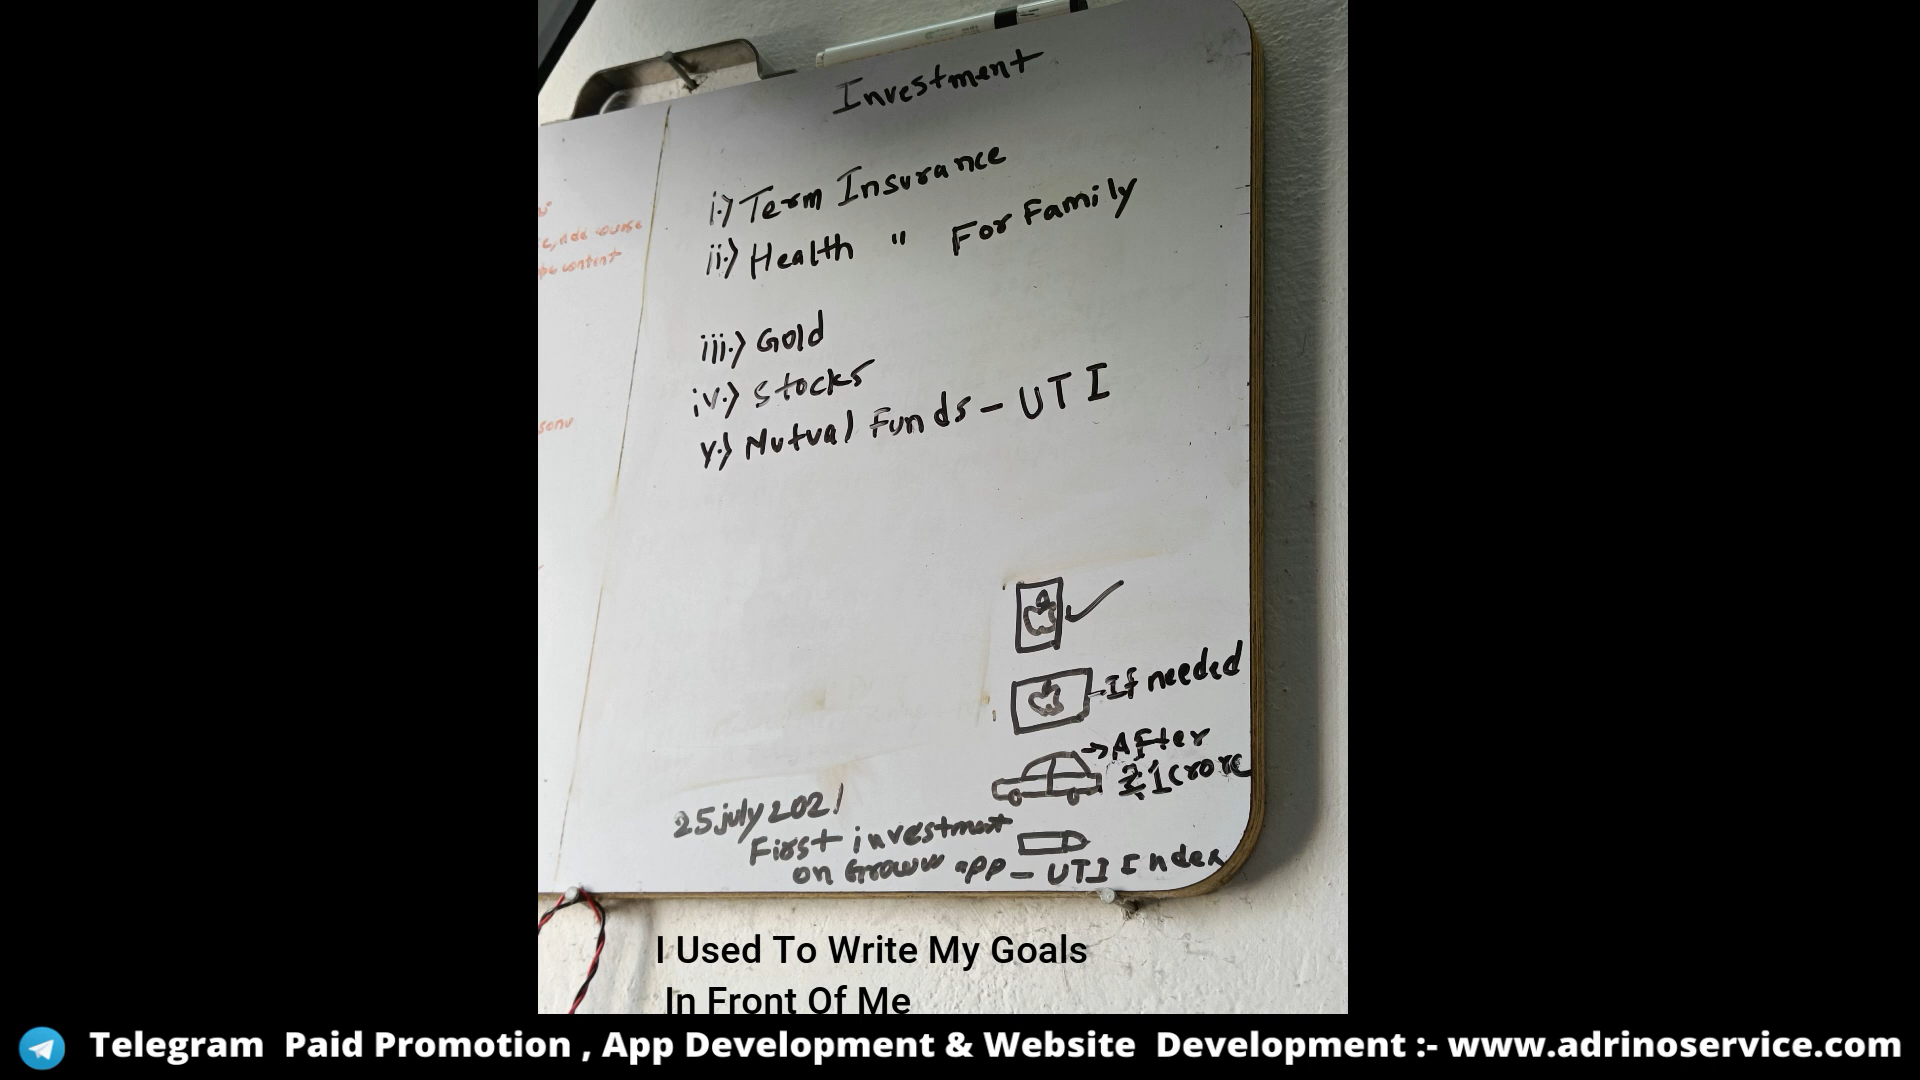 Investment
i.) Term Insurance
ii.) Health " For Family
iii.) Gold
iv.) Stocks
v.) Mutual Funds - UTI
content
If needed
→ After
₹1 crore
25 july 2021
First investment
on Groww app - UTI Index
I Used To Write My Goals
In Front Of Me
Telegram Paid Promotion , App Development & Website Development :- www.adrinoservice.com